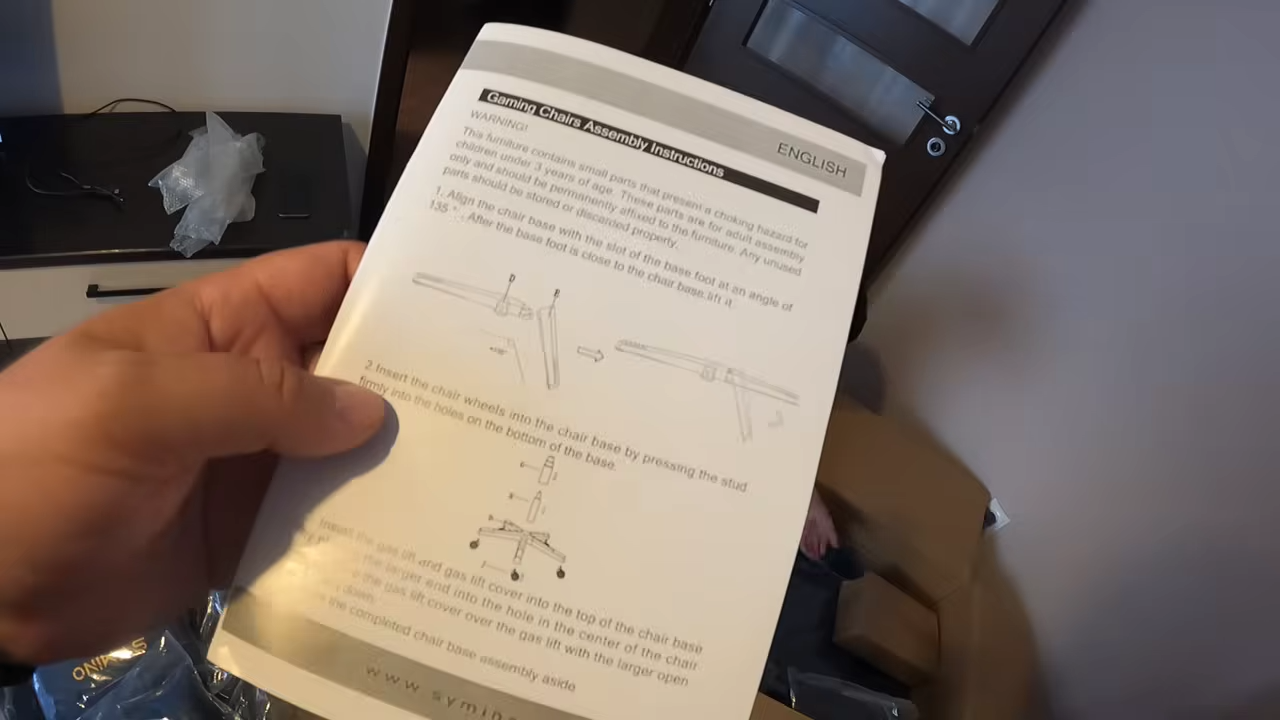 ENGLISH
Gaming Chairs Assembly Instructions
WARNING!
This furniture contains small parts that present a choking hazard for
children under 3 years of age. These parts are for adult assembly
only and should be permanently affixed to the furniture. Any unused
parts should be stored or discarded properly.
1. Align the chair base with the slot of the base foot at an angle of
135 °. After the base foot is close to the chair base,lift it
D
2.Insert the chair wheels into the chair base by pressing the stud
firmly into the holes on the bottom of the base.
Insert the gas lift and gas lift cover into the top of the chair base
the larger end into the hole in the center of the chair
the gas lift cover over the gas lift with the larger open
down.
the completed chair base assembly aside
www symin